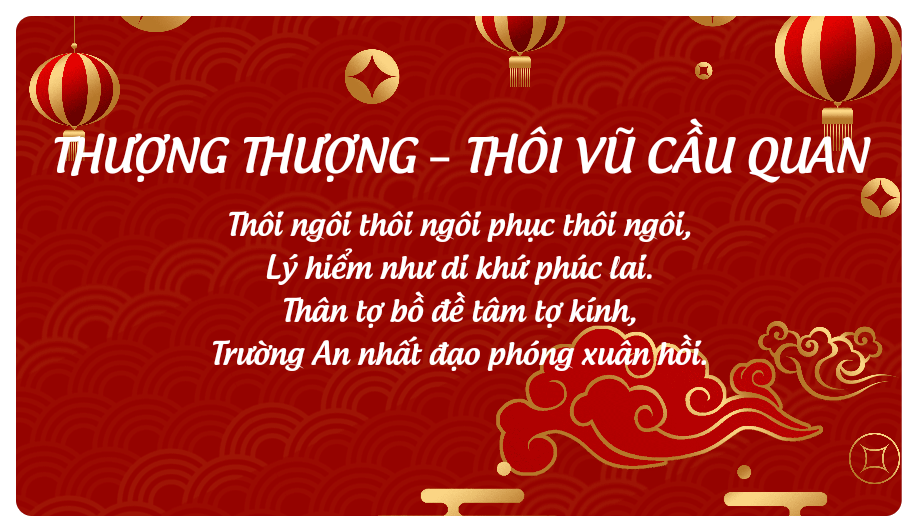 THƯỢNG THƯỢNG – THÔI VŨ CẦU QUAN
Thôi ngôi thôi ngôi phục thôi ngôi,
Lý hiểm như di khứ phúc lai.
Thân tợ bồ đề tâm tợ kính,
Trường An nhất đạo phóng xuân hồi.